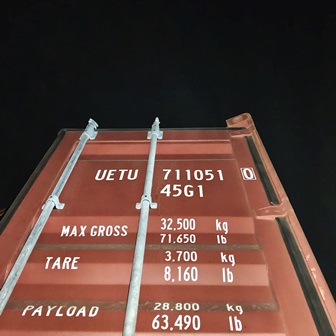 UETU 711051 0
45G1
MAX GROSS 32,500 kg
71,650 lb
TARE 3,700 kg
8,160 lb
PAYLOAD 28,800 kg
63,490 lb